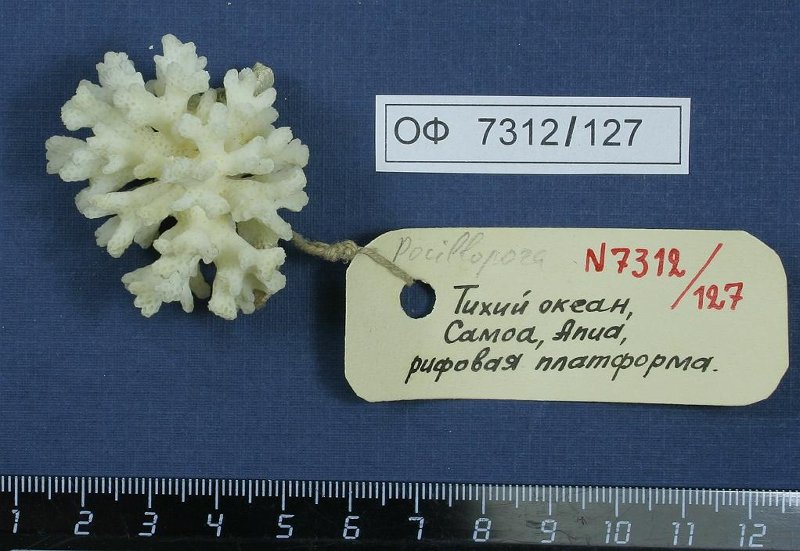 ОФ 7312/127
Pocillopora
N7312/127
Тихий океан,
Самоа, Апиа,
рифовая платформа.
1 2 3 4 5 6 7 8 9 10 11 12